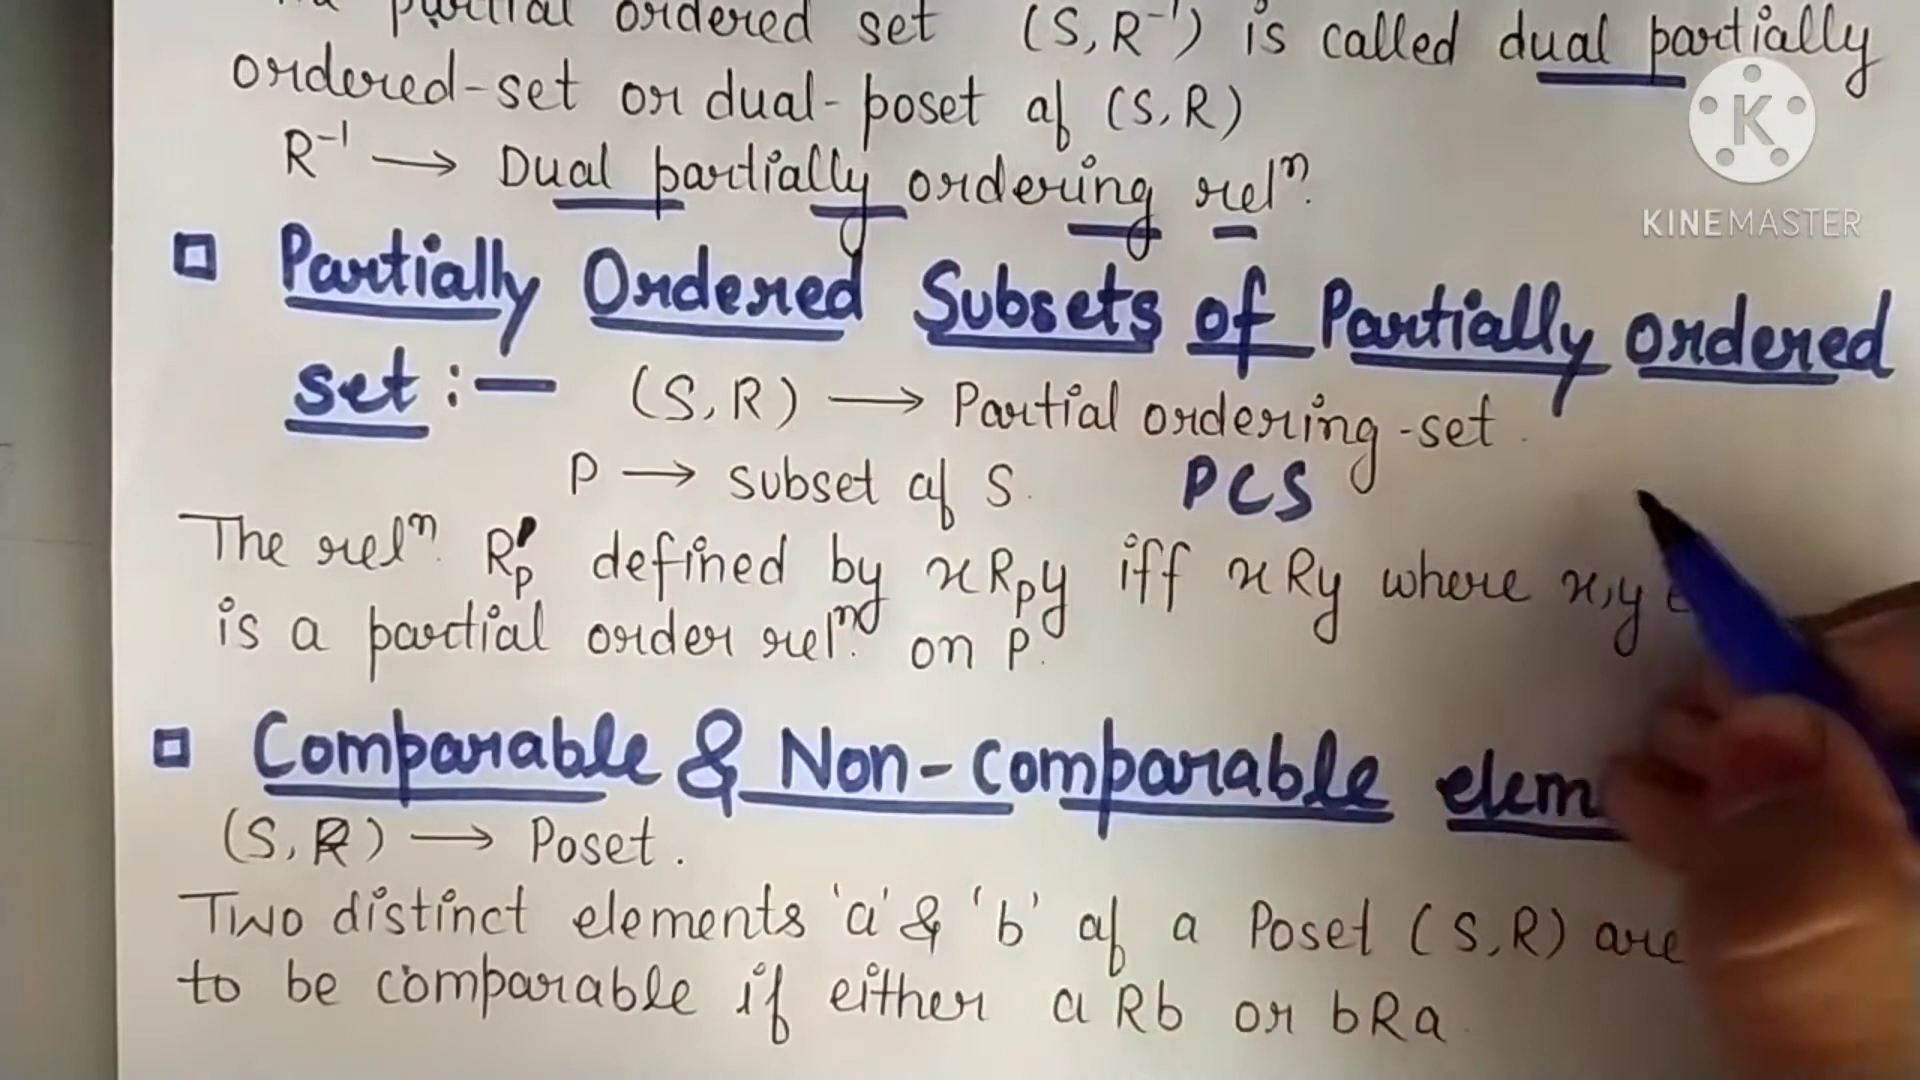 partial ordered set (S, R⁻¹) is called dual partially
ordered-set or dual-poset of (S, R)
R⁻¹ → Dual partially ordering relⁿ.
K
KINEMASTER
Partially Ordered Subsets of Partially ordered
set :- (S, R) → Partial ordering-set.
P → subset of S. P⊂S
The relⁿ. R'ₚ defined by xRₚy iff xRy where x,y ∈
is a partial order relⁿ. on P.
Comparable & Non-comparable
(S, R) → Poset.
Two distinct elements 'a' & 'b' of a Poset (S, R) are
to be comparable if either aRb or bRa.